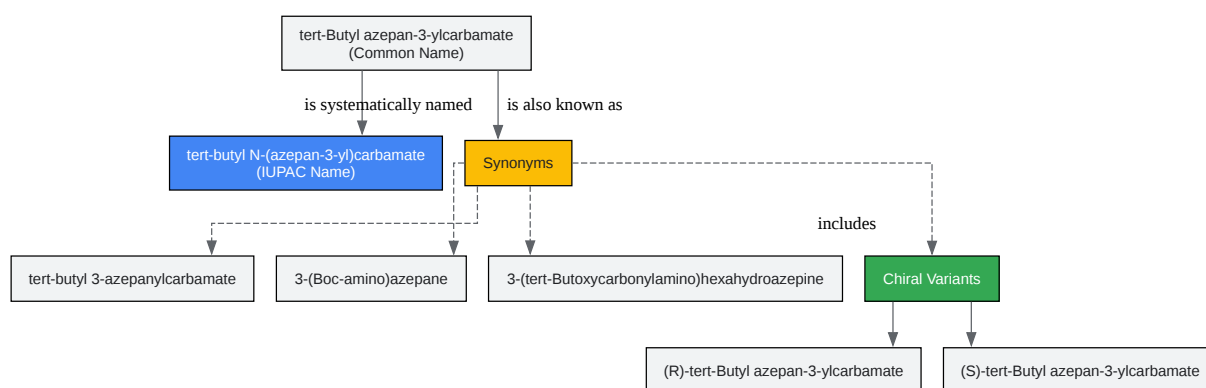 tert-Butyl azepan-3-ylcarbamate
(Common Name)
is systematically named
is also known as
tert-butyl N-(azepan-3-yl)carbamate
(IUPAC Name)
Synonyms
includes
tert-butyl 3-azepanylcarbamate
3-(Boc-amino)azepane
3-(tert-Butoxycarbonylamino)hexahydroazepine
Chiral Variants
(R)-tert-Butyl azepan-3-ylcarbamate
(S)-tert-Butyl azepan-3-ylcarbamate